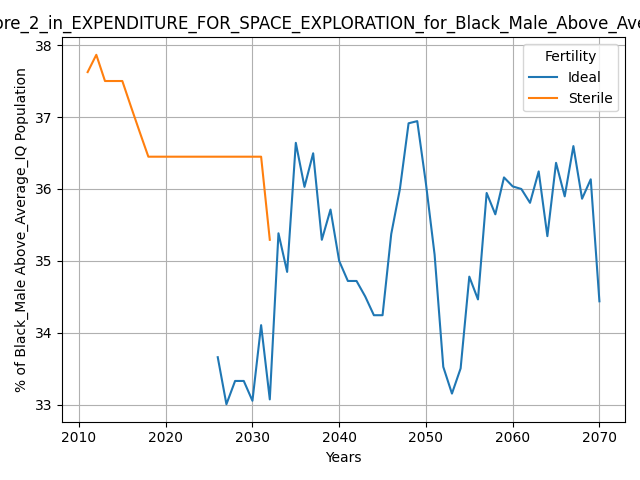 ore_2_in_EXPENDITURE_FOR_SPACE_EXPLORATION_for_Black_Male_Above_Ave
Fertility
Ideal
Sterile
% of Black_Male Above_Average_IQ Population
38
37
36
35
34
33
2010 2020 2030 2040 2050 2060 2070
Years